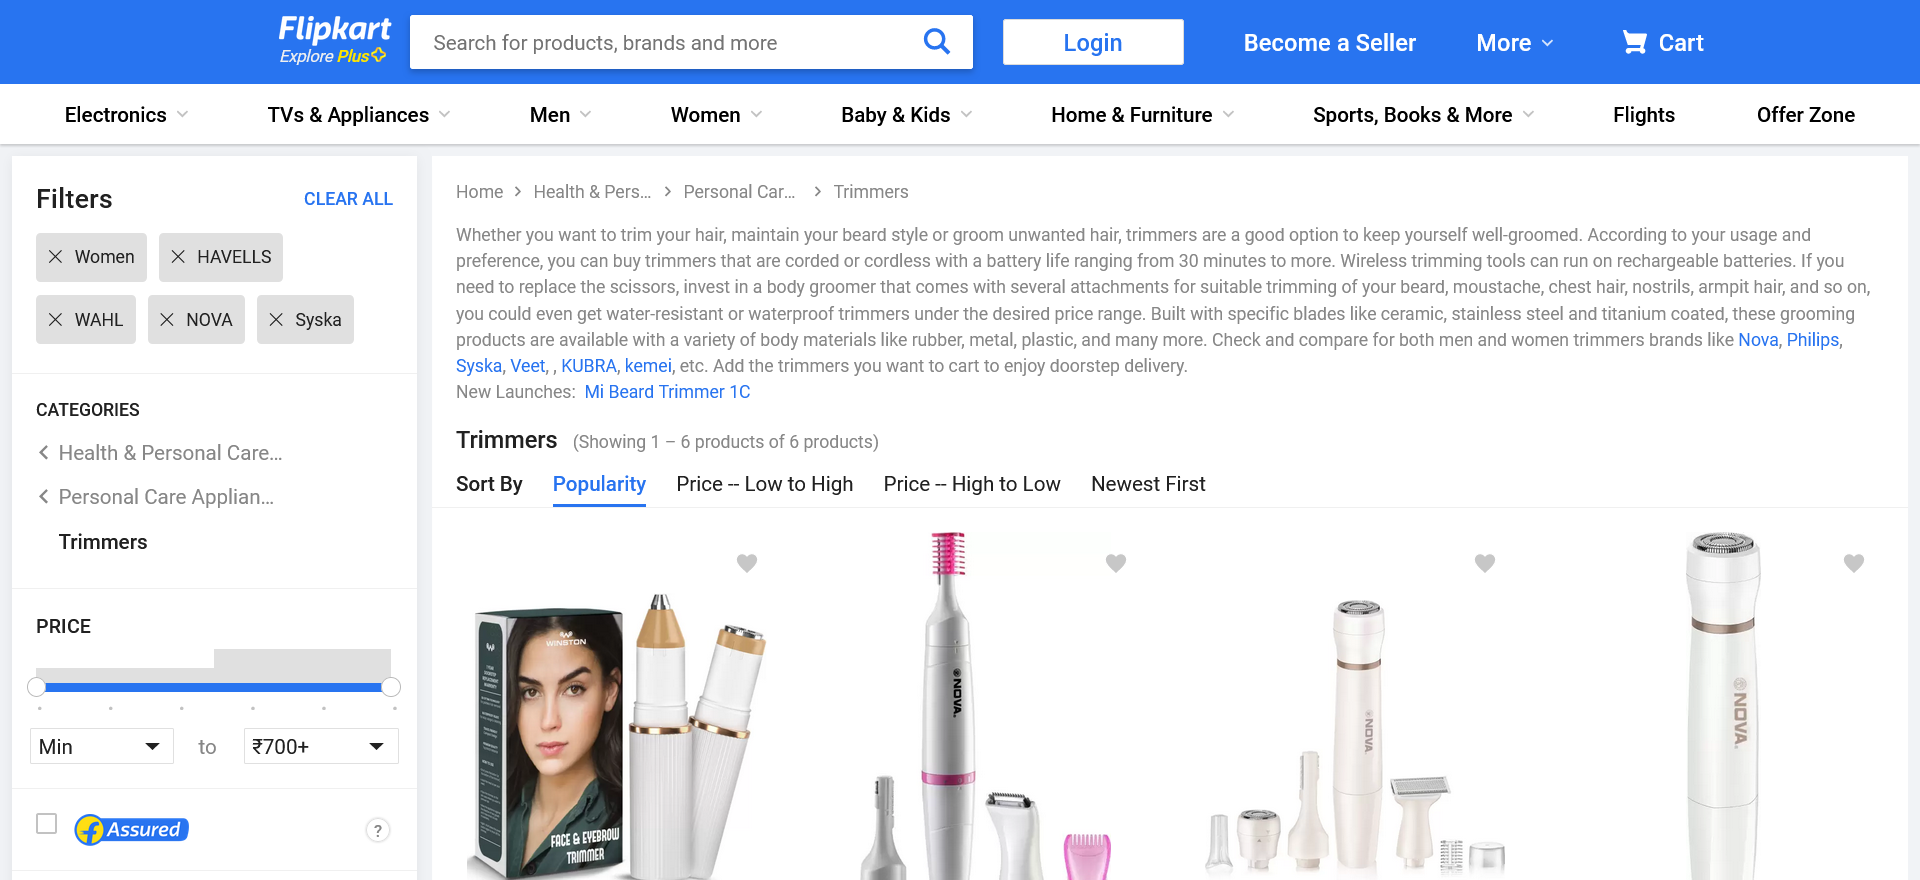 Flipkart
Explore Plus
Search for products, brands and more
Login
Become a Seller
More
Cart
Electronics
TVs & Appliances
Men
Women
Baby & Kids
Home & Furniture
Sports, Books & More
Flights
Offer Zone
Filters
CLEAR ALL
Women
HAVELLS
WAHL
NOVA
Syska
CATEGORIES
Health & Personal Care...
Personal Care Applian...
Trimmers
PRICE
Min
to
₹700+
Assured
?
Home
Health & Pers...
Personal Car...
Trimmers
Whether you want to trim your hair, maintain your beard style or groom unwanted hair, trimmers are a good option to keep yourself well-groomed. According to your usage and
preference, you can buy trimmers that are corded or cordless with a battery life ranging from 30 minutes to more. Wireless trimming tools can run on rechargeable batteries. If you
need to replace the scissors, invest in a body groomer that comes with several attachments for suitable trimming of your beard, moustache, chest hair, nostrils, armpit hair, and so on,
you could even get water-resistant or waterproof trimmers under the desired price range. Built with specific blades like ceramic, stainless steel and titanium coated, these grooming
products are available with a variety of body materials like rubber, metal, plastic, and many more. Check and compare for both men and women trimmers brands like Nova, Philips,
Syska, Veet, , KUBRA, kemei, etc. Add the trimmers you want to cart to enjoy doorstep delivery.
New Launches: Mi Beard Trimmer 1C
Trimmers (Showing 1 – 6 products of 6 products)
Sort By
Popularity
Price -- Low to High
Price -- High to Low
Newest First
WINSTON
FACE & EYEBROW
TRIMMER
NOVA
NOVA
NOVA